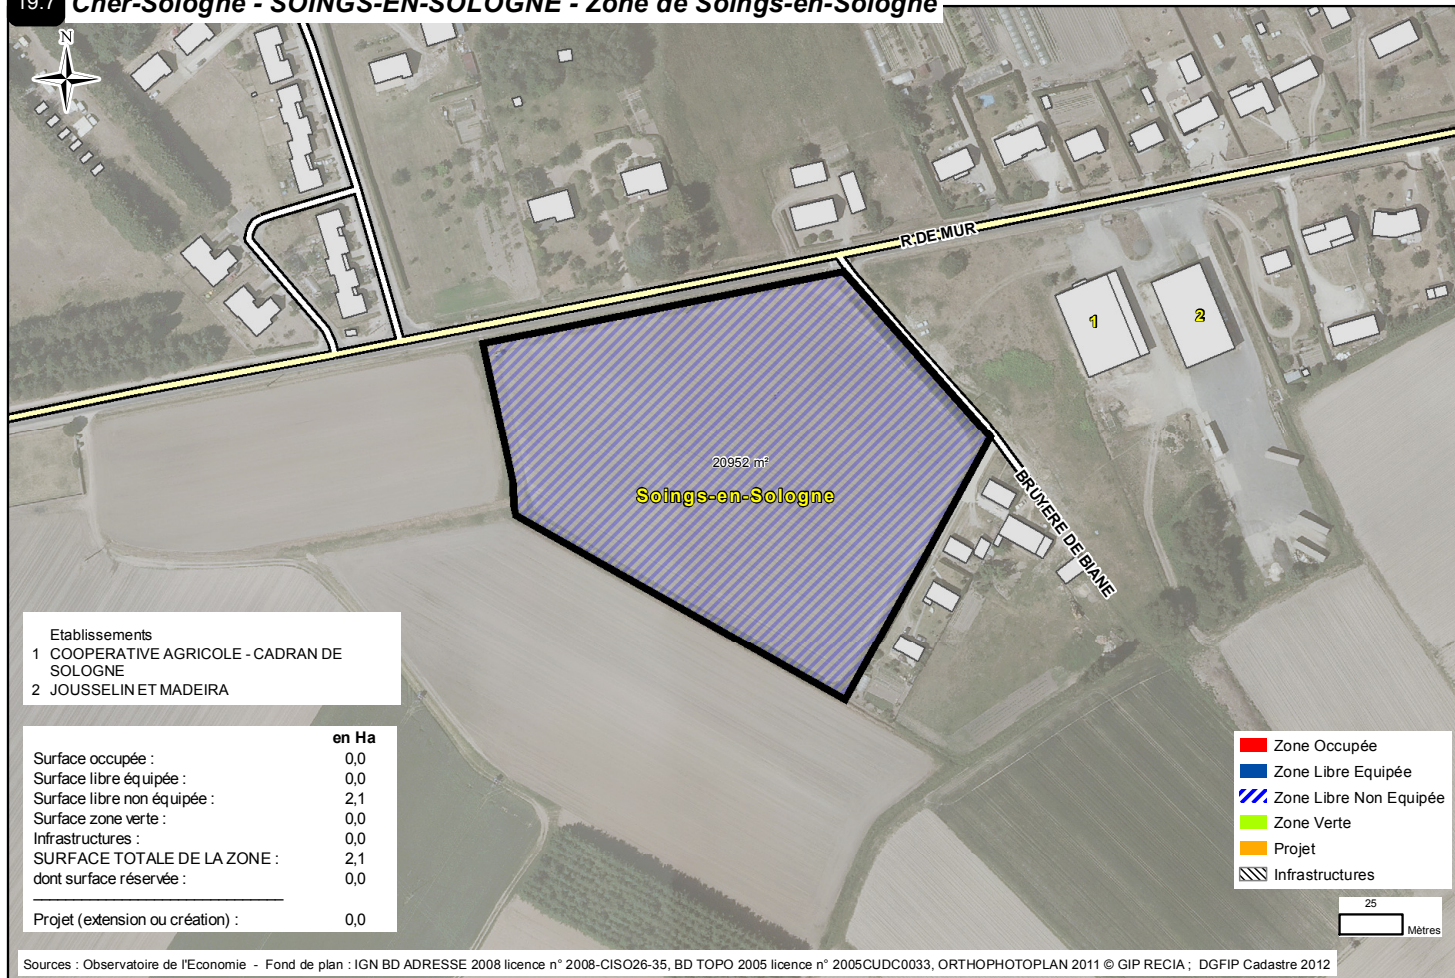 19.7 Cher-Sologne - SOINGS-EN-SOLOGNE - Zone de Soings-en-Sologne
N
R DE MUR
1
2
20952 m²
Soings-en-Sologne
BRUYERE DE BIANE
Etablissements
1 COOPERATIVE AGRICOLE - CADRAN DE
SOLOGNE
2 JOUSSELIN ET MADEIRA
en Ha
Surface occupée : 0,0
Surface libre équipée : 0,0
Surface libre non équipée : 2,1
Surface zone verte : 0,0
Infrastructures : 0,0
SURFACE TOTALE DE LA ZONE : 2,1
dont surface réservée : 0,0
Projet (extension ou création) : 0,0
Zone Occupée
Zone Libre Equipée
Zone Libre Non Equipée
Zone Verte
Projet
Infrastructures
25
Mètres
Sources : Observatoire de l'Economie - Fond de plan : IGN BD ADRESSE 2008 licence n° 2008-CISO26-35, BD TOPO 2005 licence n° 2005CUDC0033, ORTHOPHOTOPLAN 2011 © GIP RECIA ; DGFIP Cadastre 2012